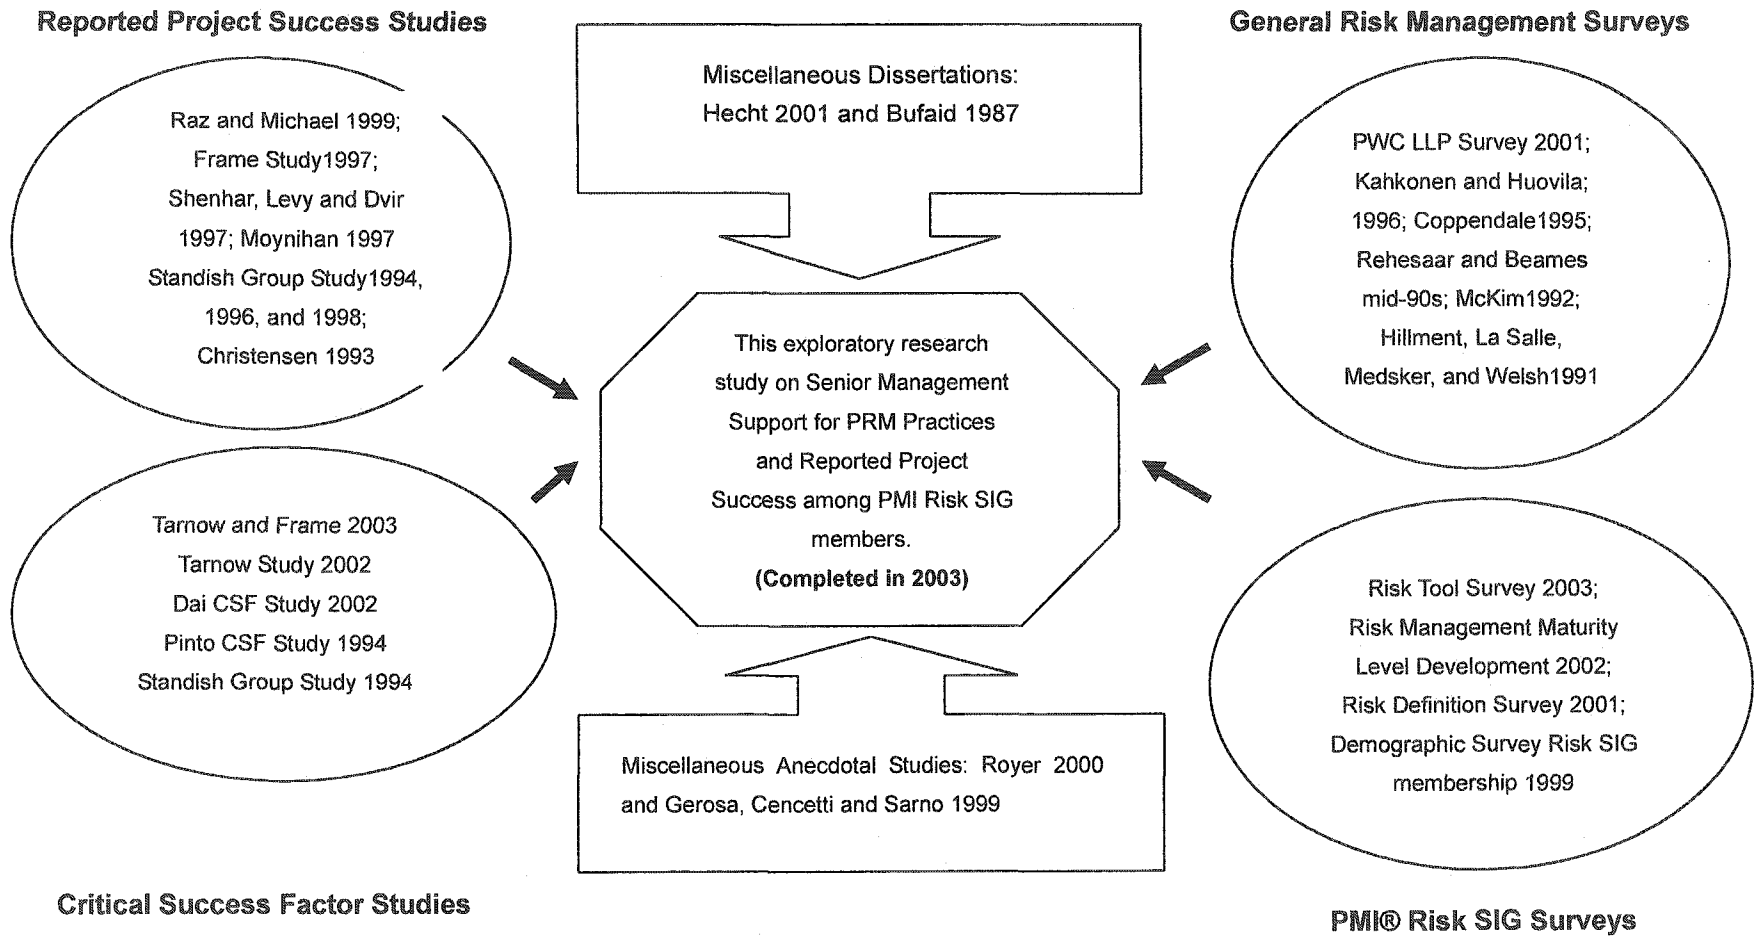 Reported Project Success Studies
Raz and Michael 1999;
Frame Study1997;
Shenhar, Levy and Dvir
1997; Moynihan 1997
Standish Group Study1994,
1996, and 1998;
Christensen 1993
Miscellaneous Dissertations:
Hecht 2001 and Bufaid 1987
General Risk Management Surveys
PWC LLP Survey 2001;
Kahkonen and Huovila;
1996; Coppendale1995;
Rehesaar and Beames
mid-90s; McKim1992;
Hillment, La Salle,
Medsker, and Welsh1991
This exploratory research
study on Senior Management
Support for PRM Practices
and Reported Project
Success among PMI Risk SIG
members.
(Completed in 2003)
Tarnow and Frame 2003
Tarnow Study 2002
Dai CSF Study 2002
Pinto CSF Study 1994
Standish Group Study 1994
Critical Success Factor Studies
Miscellaneous Anecdotal Studies: Royer 2000
and Gerosa, Cencetti and Sarno 1999
Risk Tool Survey 2003;
Risk Management Maturity
Level Development 2002;
Risk Definition Survey 2001;
Demographic Survey Risk SIG
membership 1999
PMI® Risk SIG Surveys